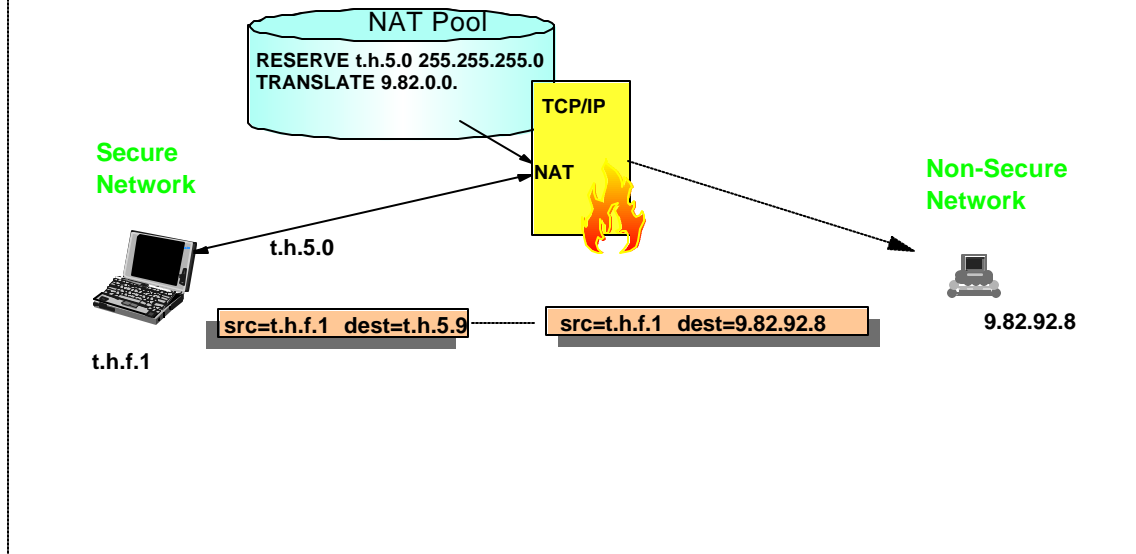 NAT Pool
RESERVE t.h.5.0 255.255.255.0
TRANSLATE 9.82.0.0.
TCP/IP
NAT
Secure
Network
Non-Secure
Network
t.h.5.0
src=t.h.f.1 dest=t.h.5.9
src=t.h.f.1 dest=9.82.92.8
9.82.92.8
t.h.f.1